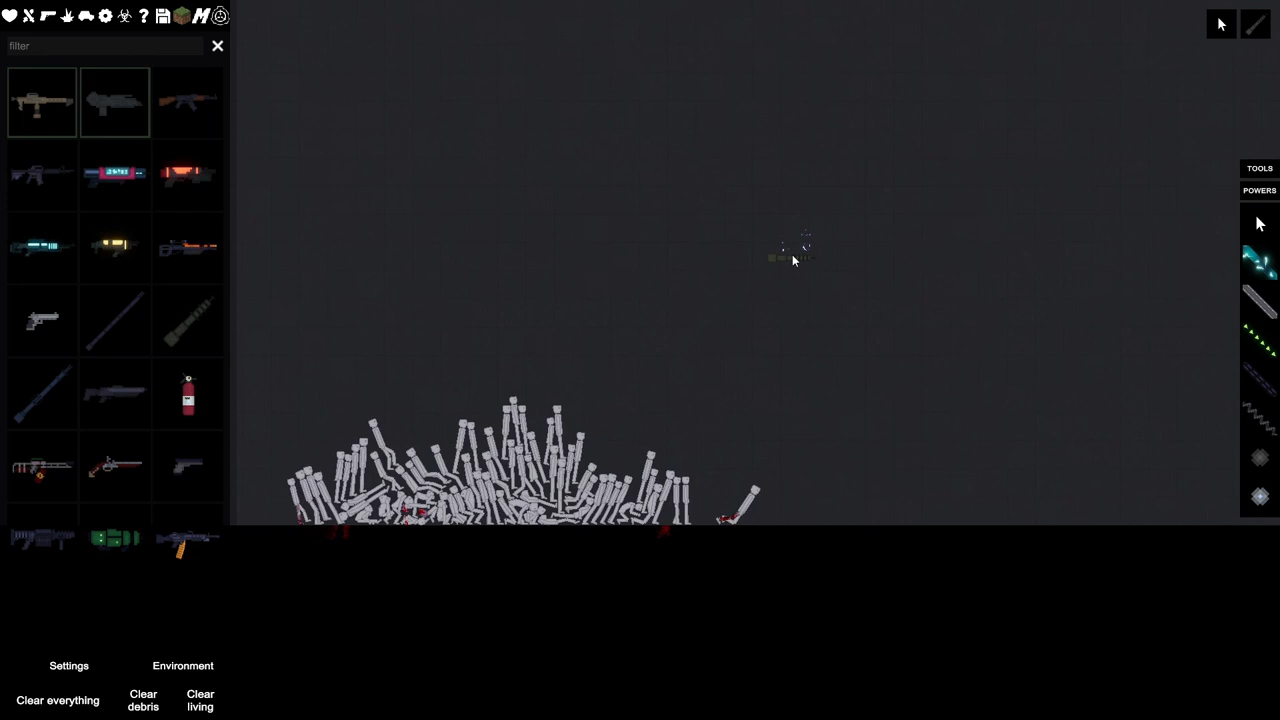 filter
TOOLS
POWERS
Settings Environment
Clear everything Clear debris Clear living